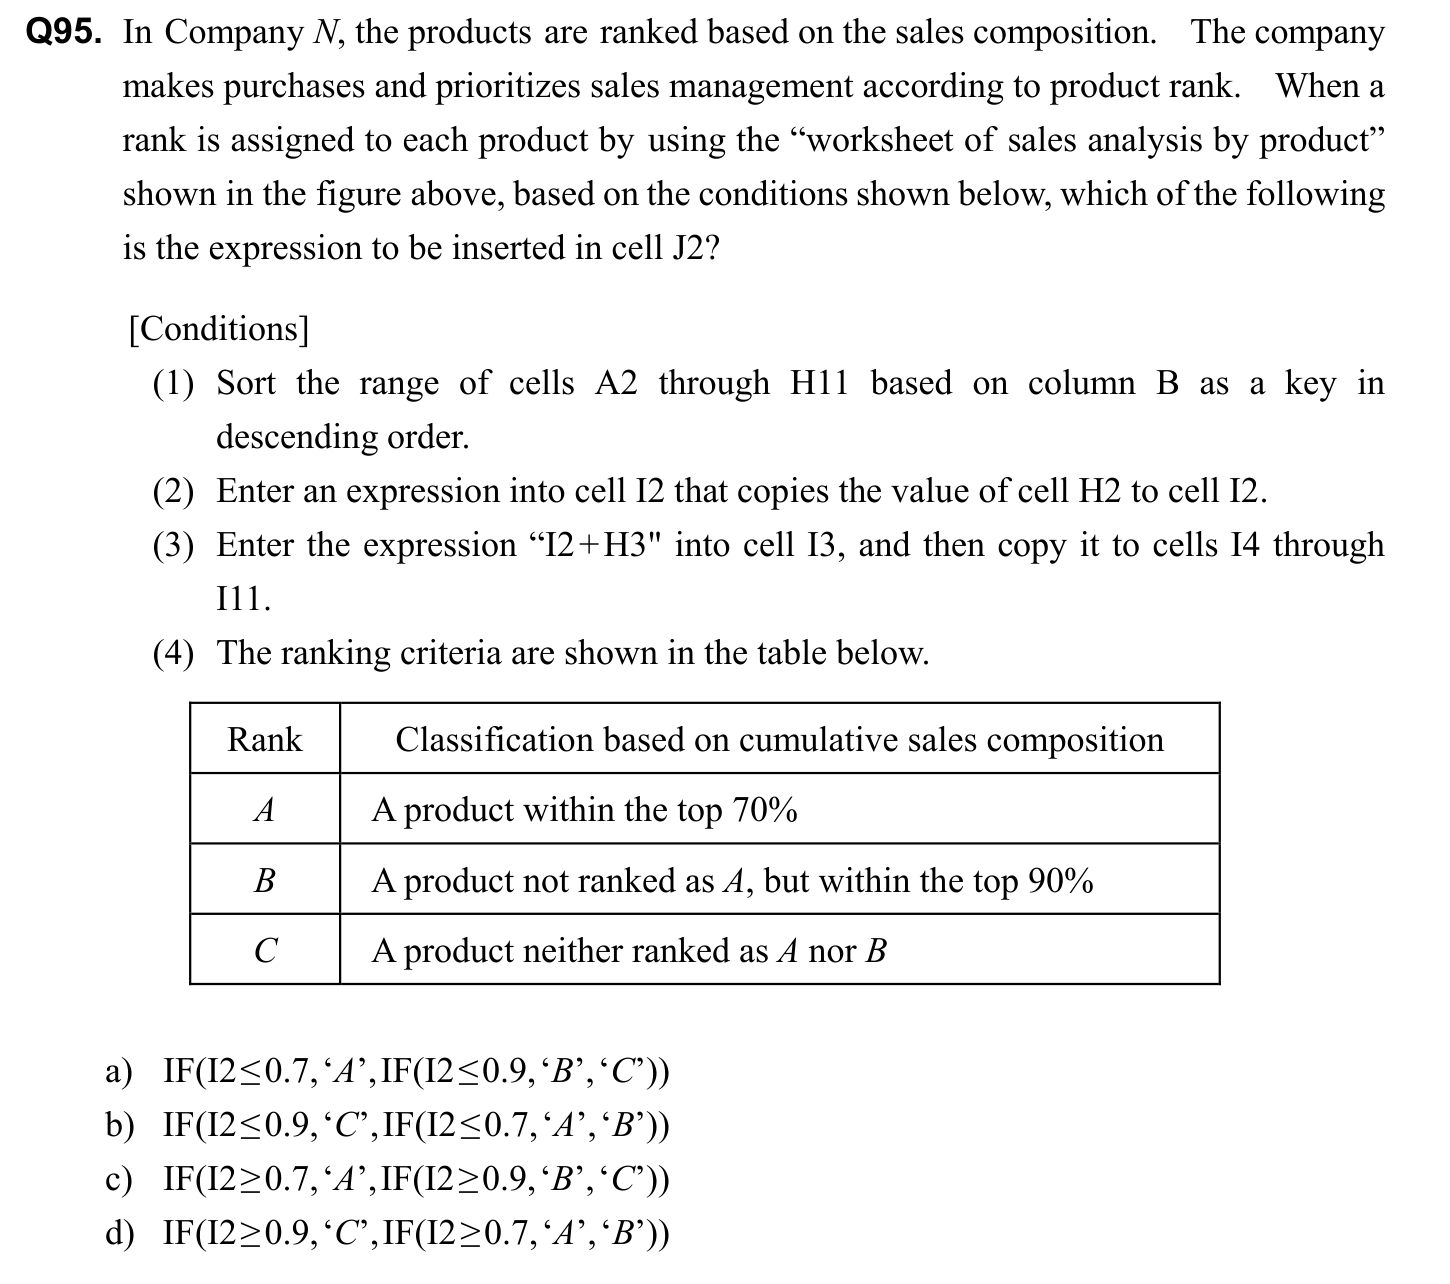 Q95. In Company N, the products are ranked based on the sales composition. The company
makes purchases and prioritizes sales management according to product rank. When a
rank is assigned to each product by using the “worksheet of sales analysis by product”
shown in the figure above, based on the conditions shown below, which of the following
is the expression to be inserted in cell J2?
[Conditions]
(1) Sort the range of cells A2 through H11 based on column B as a key in
descending order.
(2) Enter an expression into cell I2 that copies the value of cell H2 to cell I2.
(3) Enter the expression “I2+H3" into cell I3, and then copy it to cells I4 through
I11.
(4) The ranking criteria are shown in the table below.
Rank Classification based on cumulative sales composition
A A product within the top 70%
B A product not ranked as A, but within the top 90%
C A product neither ranked as A nor B
a) IF(I2≤0.7, ‘A’, IF(I2≤0.9, ‘B’, ‘C’))
b) IF(I2≤0.9, ‘C’, IF(I2≤0.7, ‘A’, ‘B’))
c) IF(I2≥0.7, ‘A’, IF(I2≥0.9, ‘B’, ‘C’))
d) IF(I2≥0.9, ‘C’, IF(I2≥0.7, ‘A’, ‘B’))